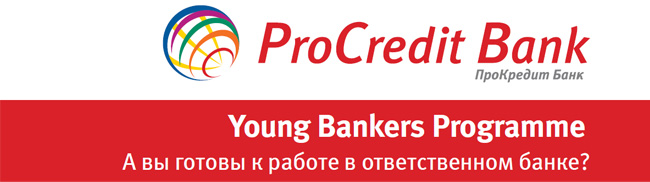 ProCredit Bank
ПроКредит Банк
Young Bankers Programme
А вы готовы к работе в ответственном банке?